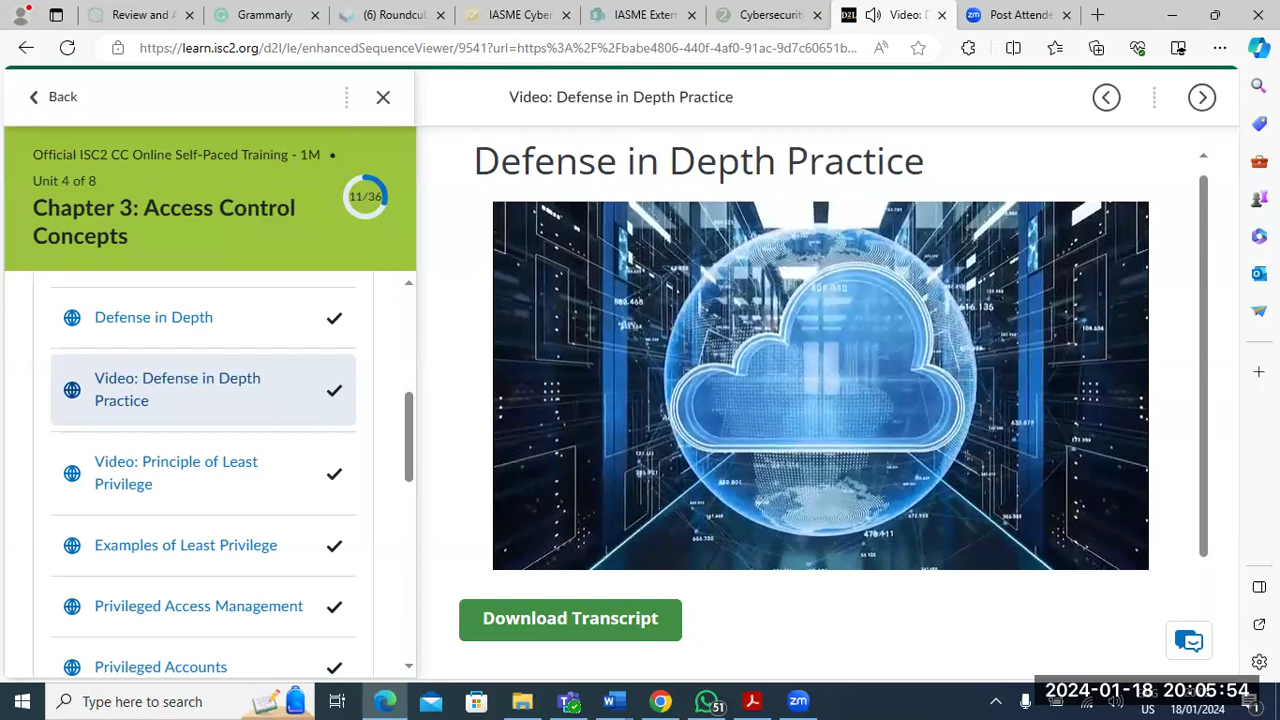 Review and A
Grammarly
(6) Roundcub
IASME Cyber
IASME Extern
Cybersecurity
Video: D
Post Attende
https://learn.isc2.org/d2l/le/enhancedSequenceViewer/9541?url=https%3A%2F%2Fbabe4806-440f-4af0-91ac-9d7c60651b...
Back
Video: Defense in Depth Practice
Official ISC2 CC Online Self-Paced Training - 1M •
Unit 4 of 8
Chapter 3: Access Control
Concepts
11/36
Defense in Depth
Video: Defense in Depth
Practice
Video: Principle of Least
Privilege
Examples of Least Privilege
Privileged Access Management
Privileged Accounts
Defense in Depth Practice
Download Transcript
Type here to search
51
2024-01-18 20:05:54
US
18/01/2024